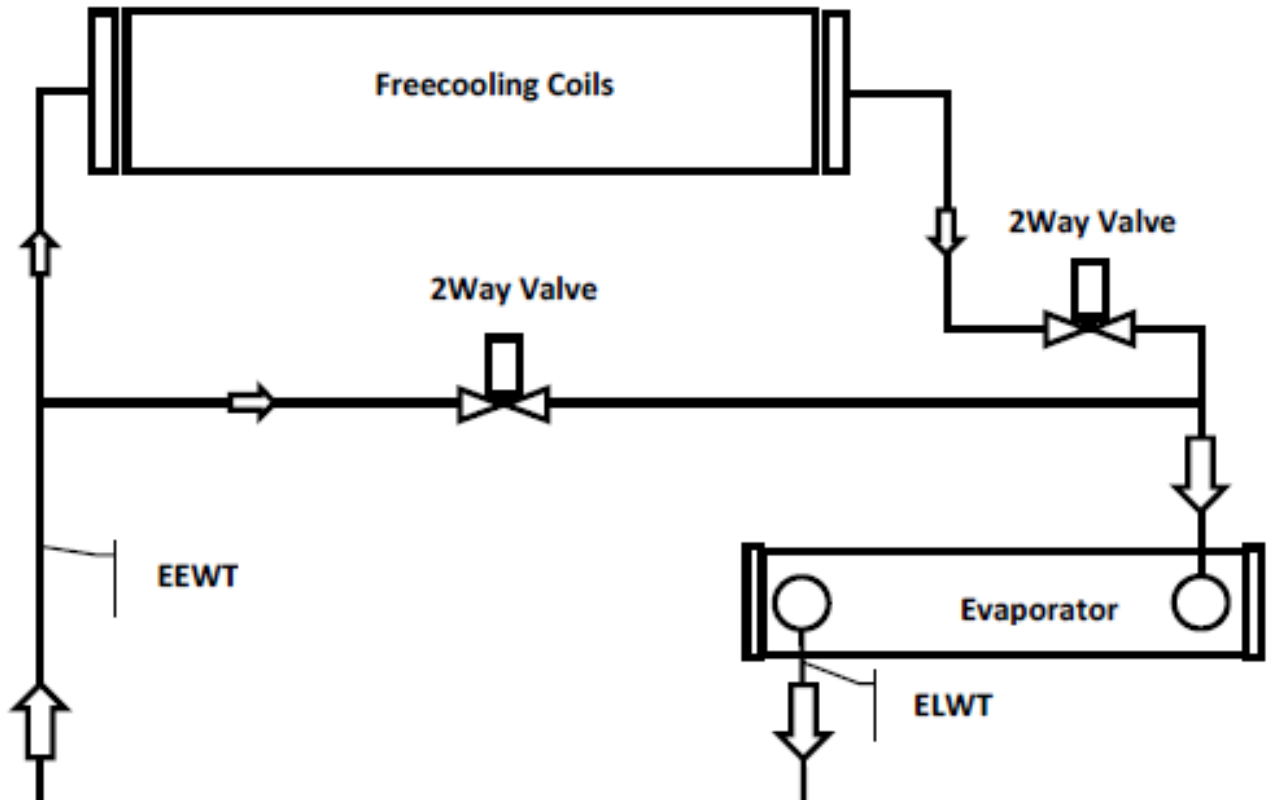 Freecooling Coils
2Way Valve
2Way Valve
EEWT
Evaporator
ELWT